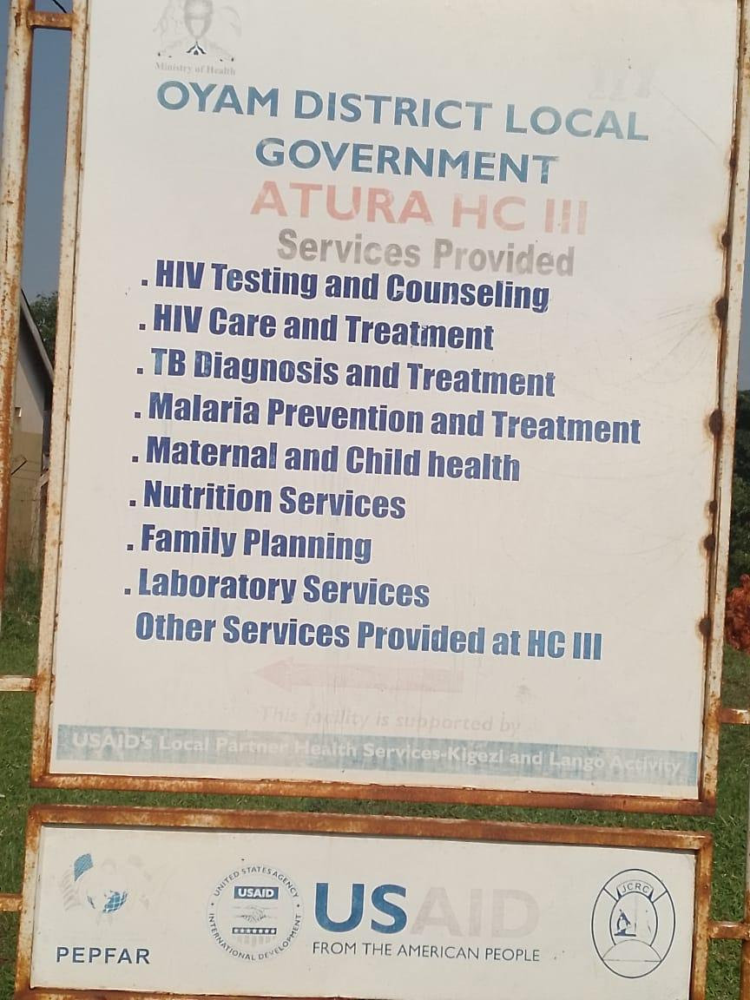 Ministry of Health
OYAM DISTRICT LOCAL
GOVERNMENT
ATURA HC III
Services Provided
. HIV Testing and Counseling
. HIV Care and Treatment
. TB Diagnosis and Treatment
. Malaria Prevention and Treatment
. Maternal and Child health
. Nutrition Services
. Family Planning
. Laboratory Services
Other Services Provided at HC III
This facility is supported by
USAID's Local Partner Health Services-Kigezi and Lango Activity
PEPFAR
UNITED STATES AGENCY
USAID
INTERNATIONAL DEVELOPMENT
USAID
FROM THE AMERICAN PEOPLE
JCRC